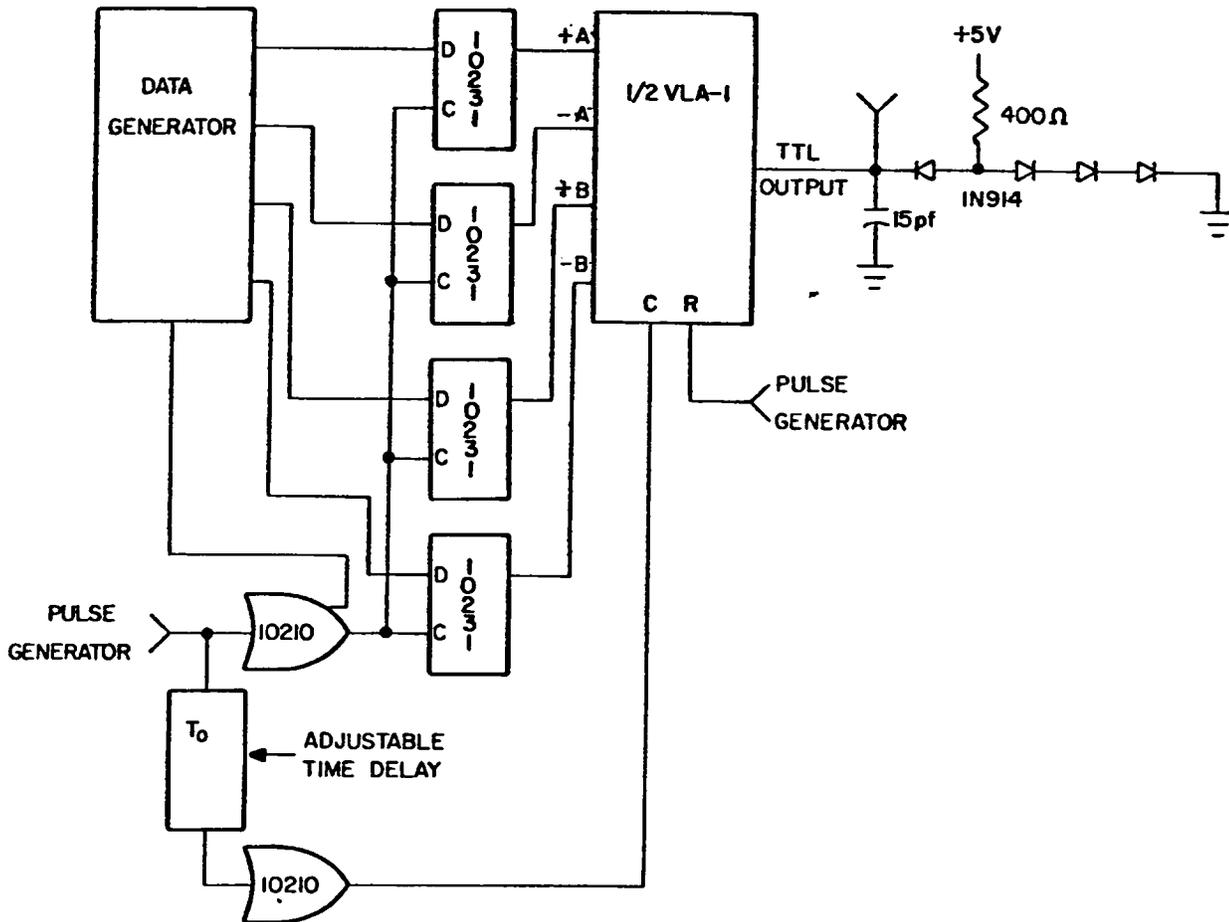 DATA
GENERATOR
D
C
10231
D
C
10231
D
C
10231
D
C
10231
+A
-A
+B
-B
1/2 VLA-1
C R
TTL
OUTPUT
+5V
400Ω
1N914
15pf
PULSE
GENERATOR
PULSE
GENERATOR
10210
T₀
ADJUSTABLE
TIME DELAY
10210